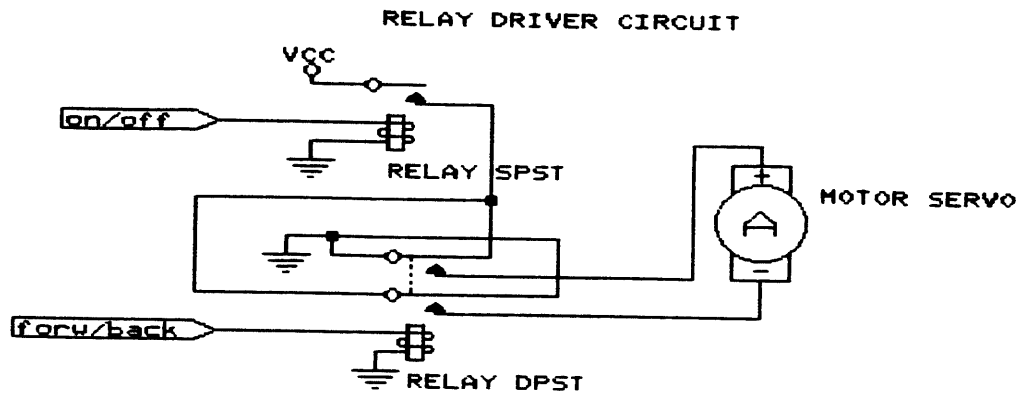 RELAY DRIVER CIRCUIT
VCC
on/off
RELAY SPST
+
MOTOR SERVO
-
forw/back
RELAY DPST